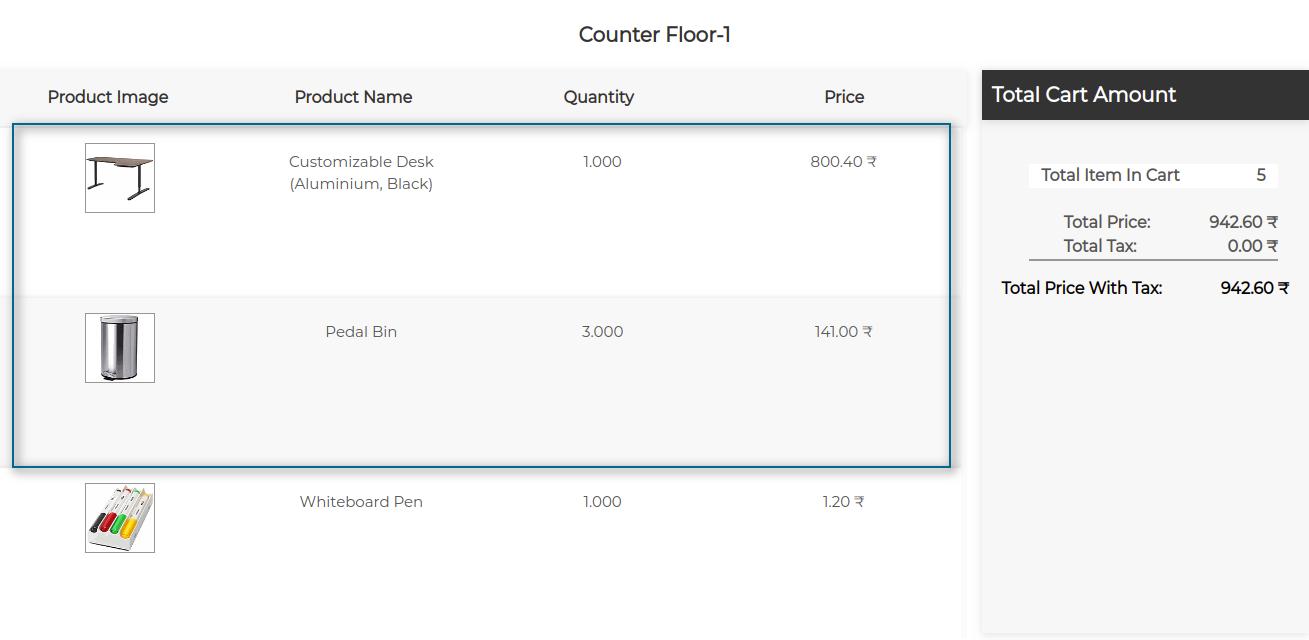 Counter Floor-1
Product Image Product Name Quantity Price
Customizable Desk 1.000 800.40 ₹
(Aluminium, Black)
Pedal Bin 3.000 141.00 ₹
Whiteboard Pen 1.000 1.20 ₹
Total Cart Amount
Total Item In Cart 5
Total Price: 942.60 ₹
Total Tax: 0.00 ₹
Total Price With Tax: 942.60 ₹